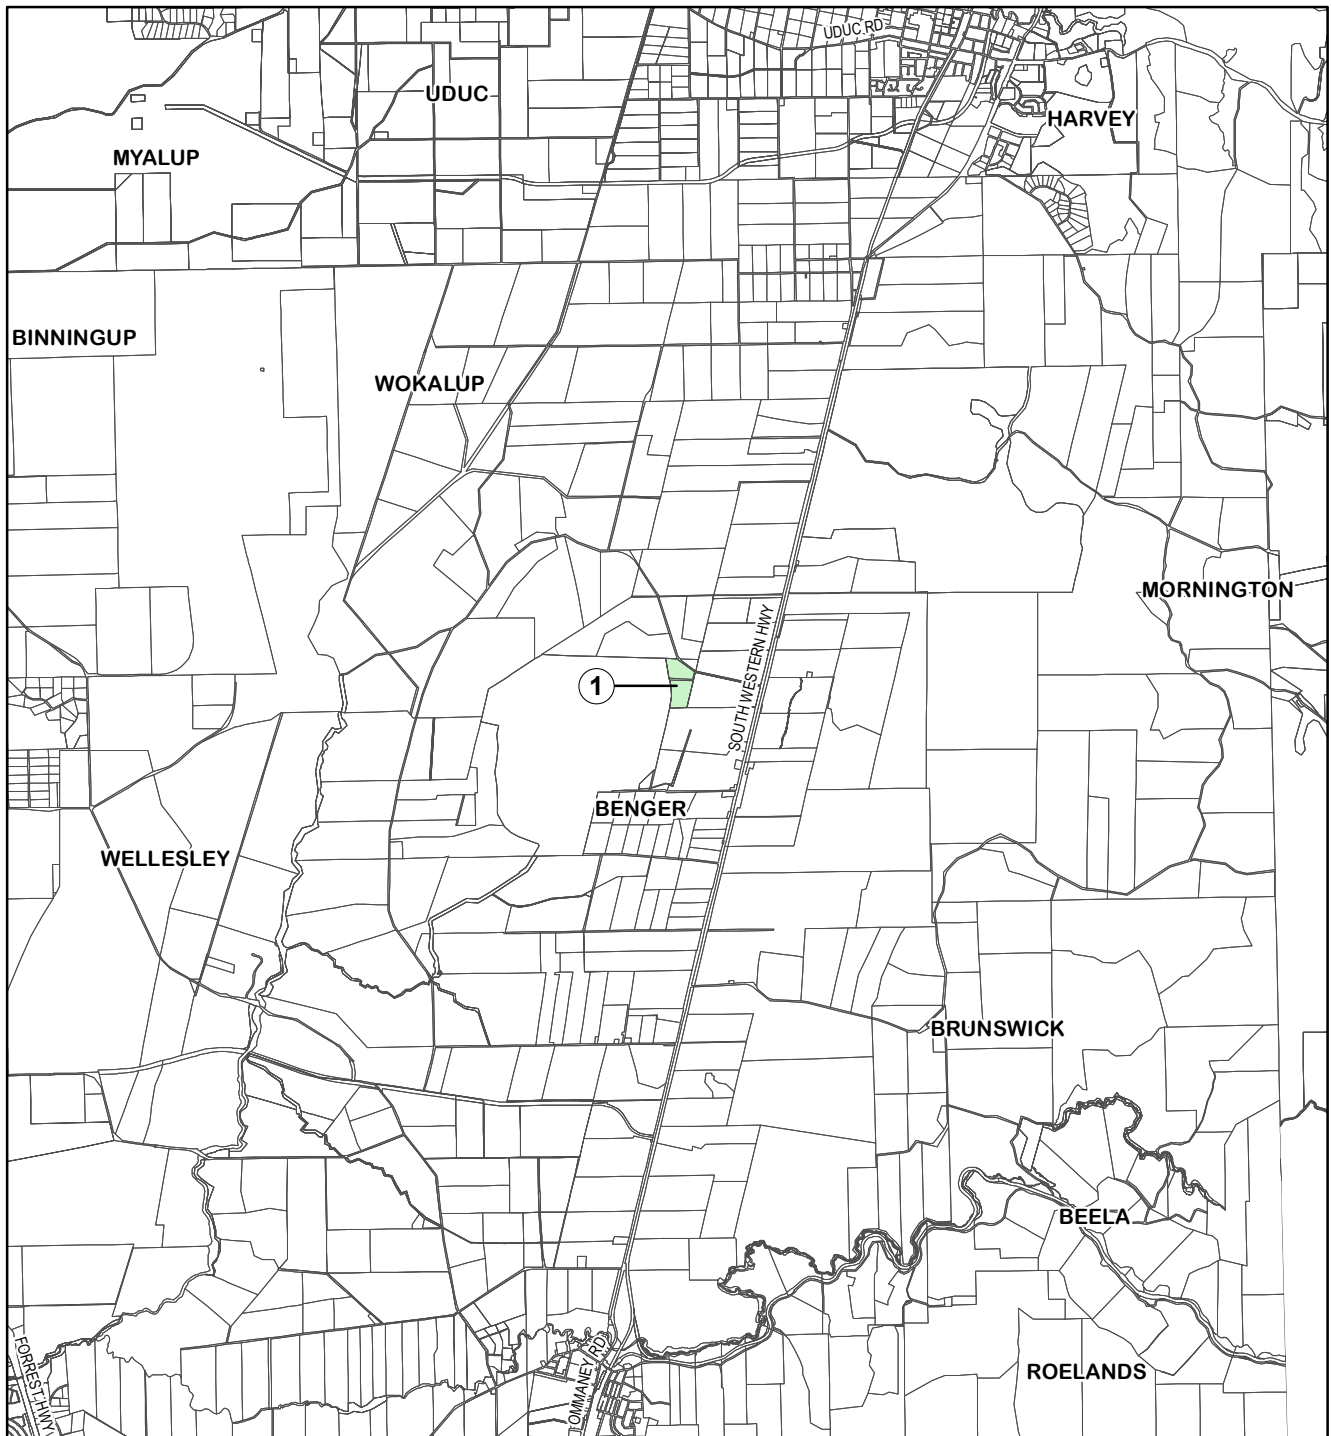 UDUC RD
UDUC
HARVEY
MYALUP
BINNINGUP
WOKALUP
MORNINGTON
1
SOUTH WESTERN HWY
BENGER
WELLESLEY
BRUNSWICK
BEELA
FORREST HWY
OMMANEY RD
ROELANDS